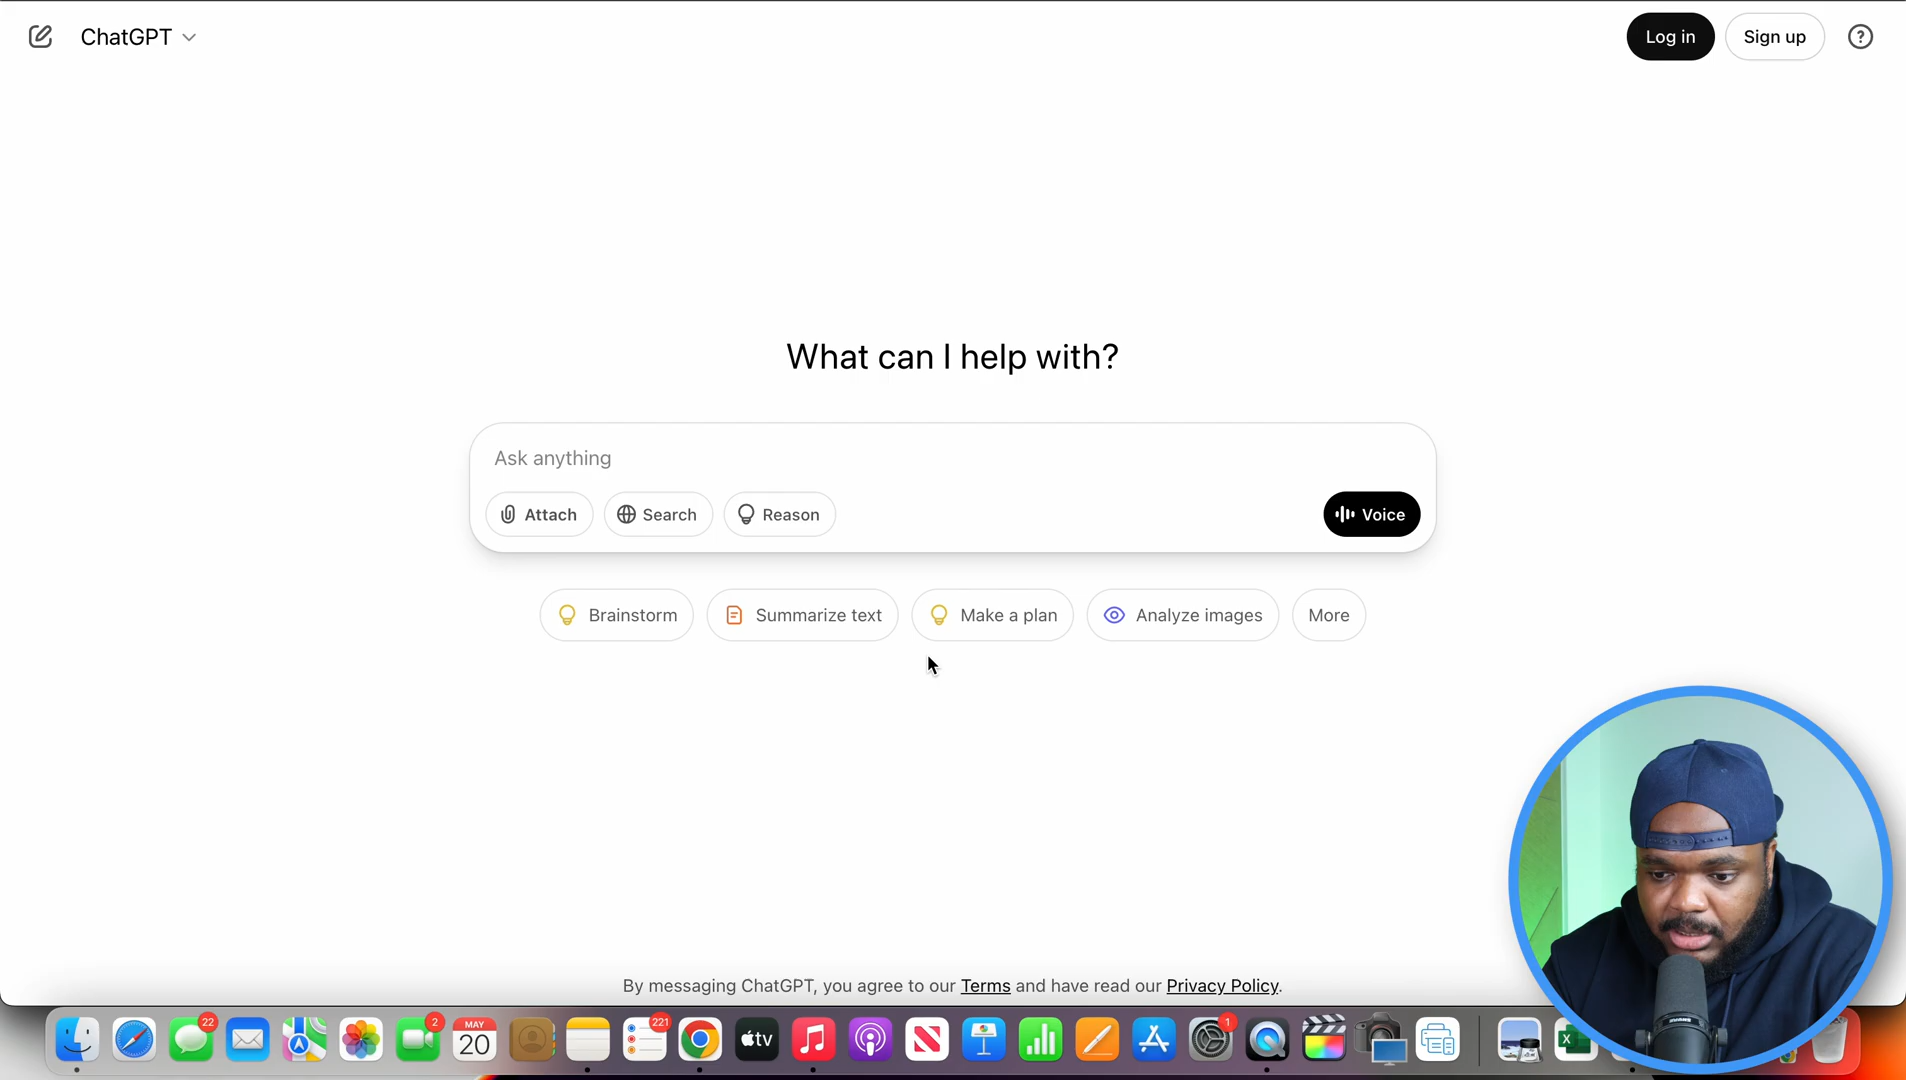 ChatGPT
Log in
Sign up
?
What can I help with?
Ask anything
Attach
Search
Reason
Voice
Brainstorm
Summarize text
Make a plan
Analyze images
More
By messaging ChatGPT, you agree to our Terms and have read our Privacy Policy.
22
2
MAY
20
221
tv
1